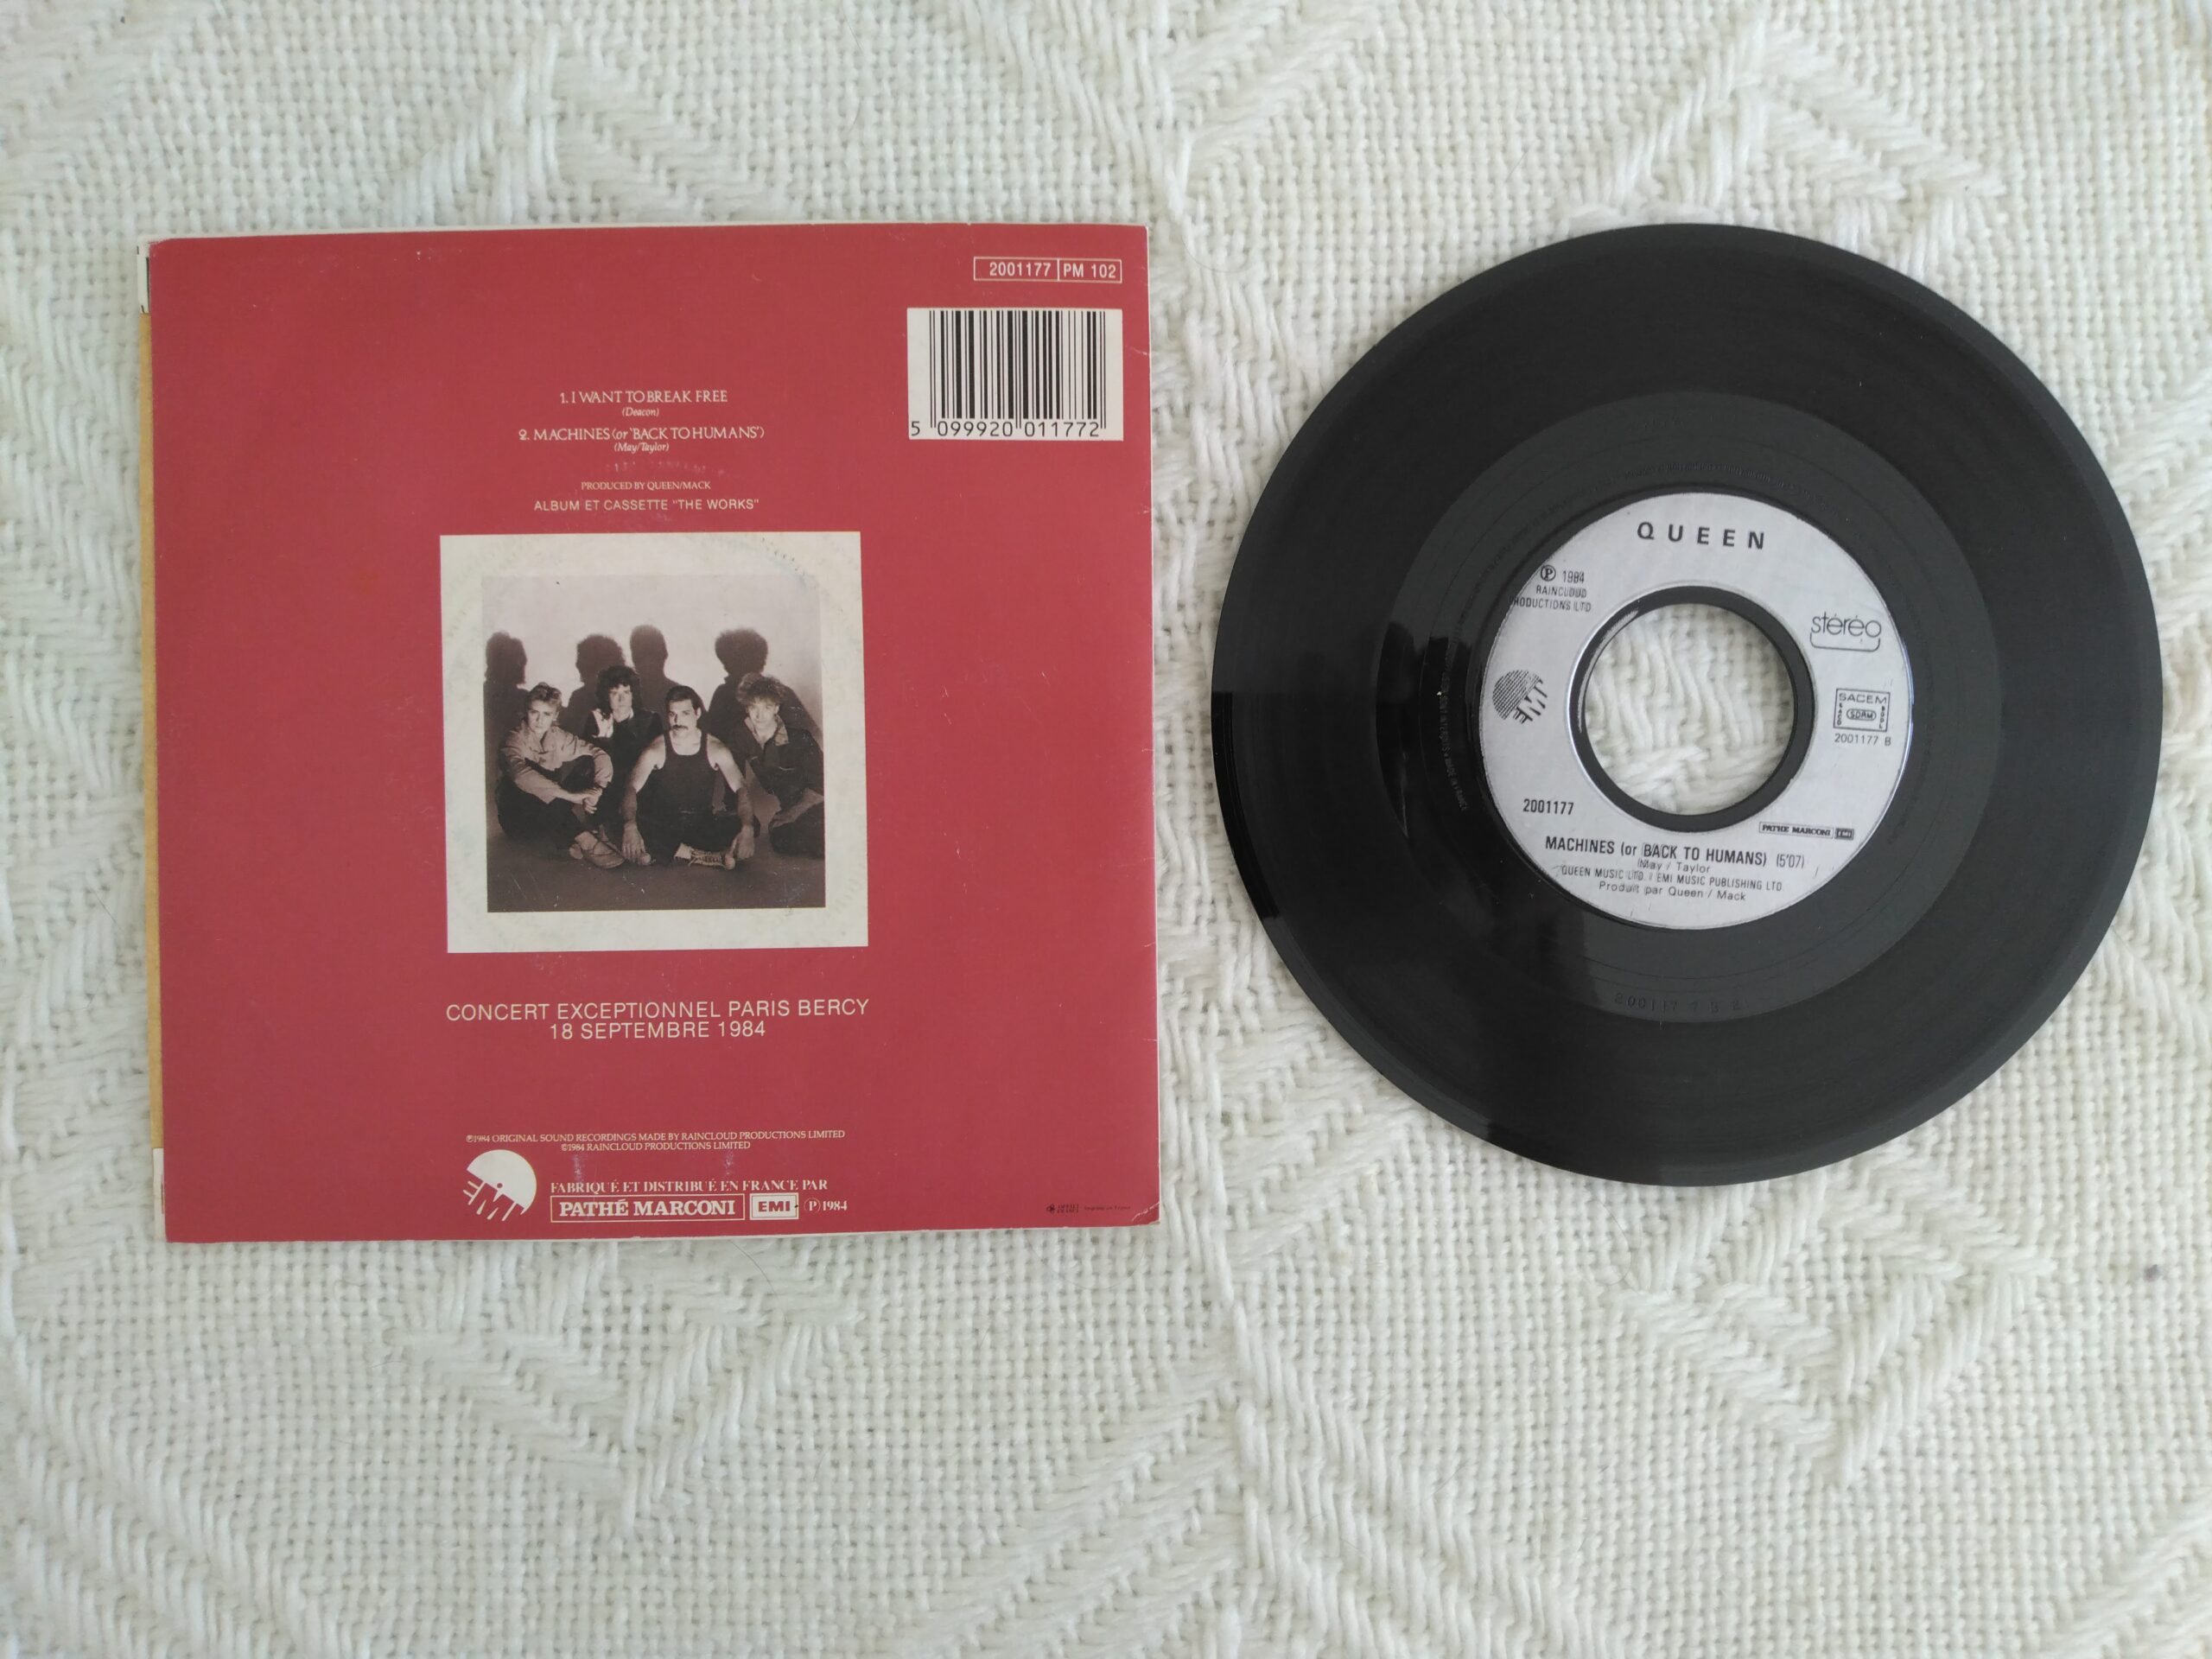 2001177 PM 102
5 099920 011772
1. I WANT TO BREAK FREE
(Deacon)
2. MACHINES (or 'BACK TO HUMANS')
(May/Taylor)
PRODUCED BY QUEEN/MACK
ALBUM ET CASSETTE "THE WORKS"
CONCERT EXCEPTIONNEL PARIS BERCY
18 SEPTEMBRE 1984
℗1984 ORIGINAL SOUND RECORDINGS MADE BY RAINCLOUD PRODUCTIONS LIMITED
©1984 RAINCLOUD PRODUCTIONS LIMITED
EMI
FABRIQUÉ ET DISTRIBUÉ EN FRANCE PAR
PATHÉ MARCONI EMI ℗ 1984
QUEEN
℗ 1984
RAINCLOUD
RODUCTIONS LTD
stéréo
EMI
SACEM
SDRM
2001177 B
2001177
PATHE MARCONI EMI
MACHINES (or BACK TO HUMANS) (5'07)
(May / Taylor)
QUEEN MUSIC LTD. / EMI MUSIC PUBLISHING LTD.
Produit par Queen / Mack